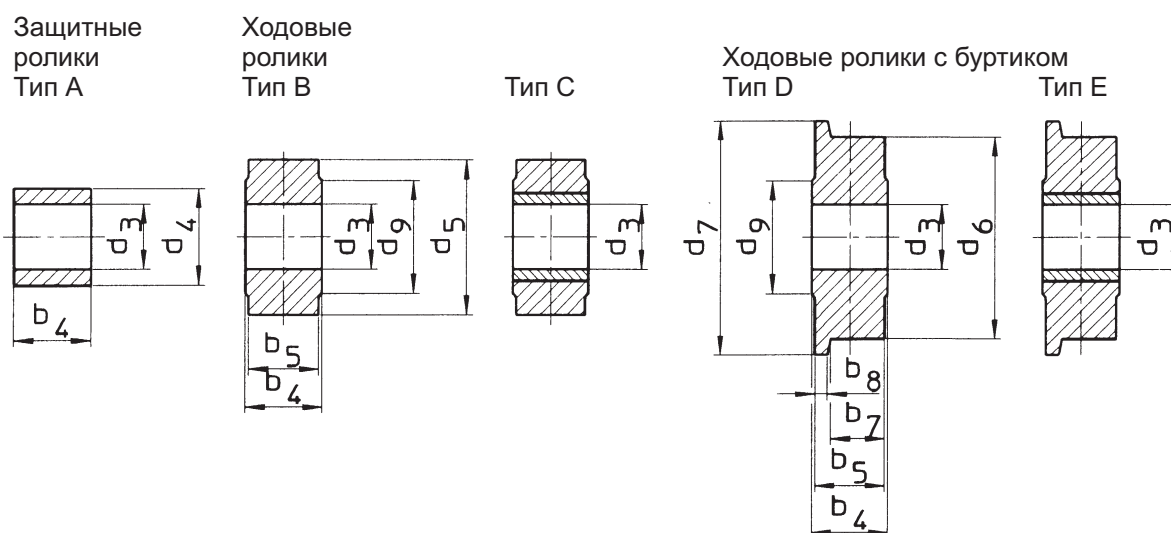 Защитные
ролики
Тип A
Ходовые
ролики
Тип B
Тип C
Ходовые ролики с буртиком
Тип D
Тип E
d3
d4
b4
d3
d9
d5
b5
b4
d3
d7
d9
d3
d6
b8
b7
b5
b4
d3